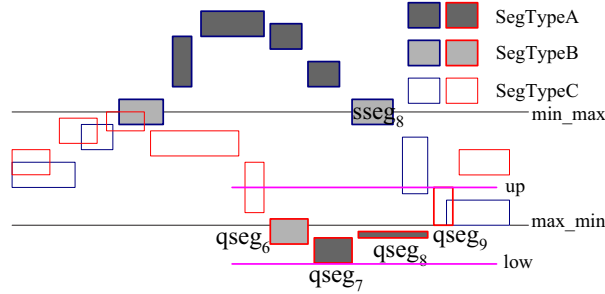 SegTypeA
SegTypeB
SegTypeC
sseg8
min_max
up
max_min
qseg6
qseg8
qseg9
low
qseg7